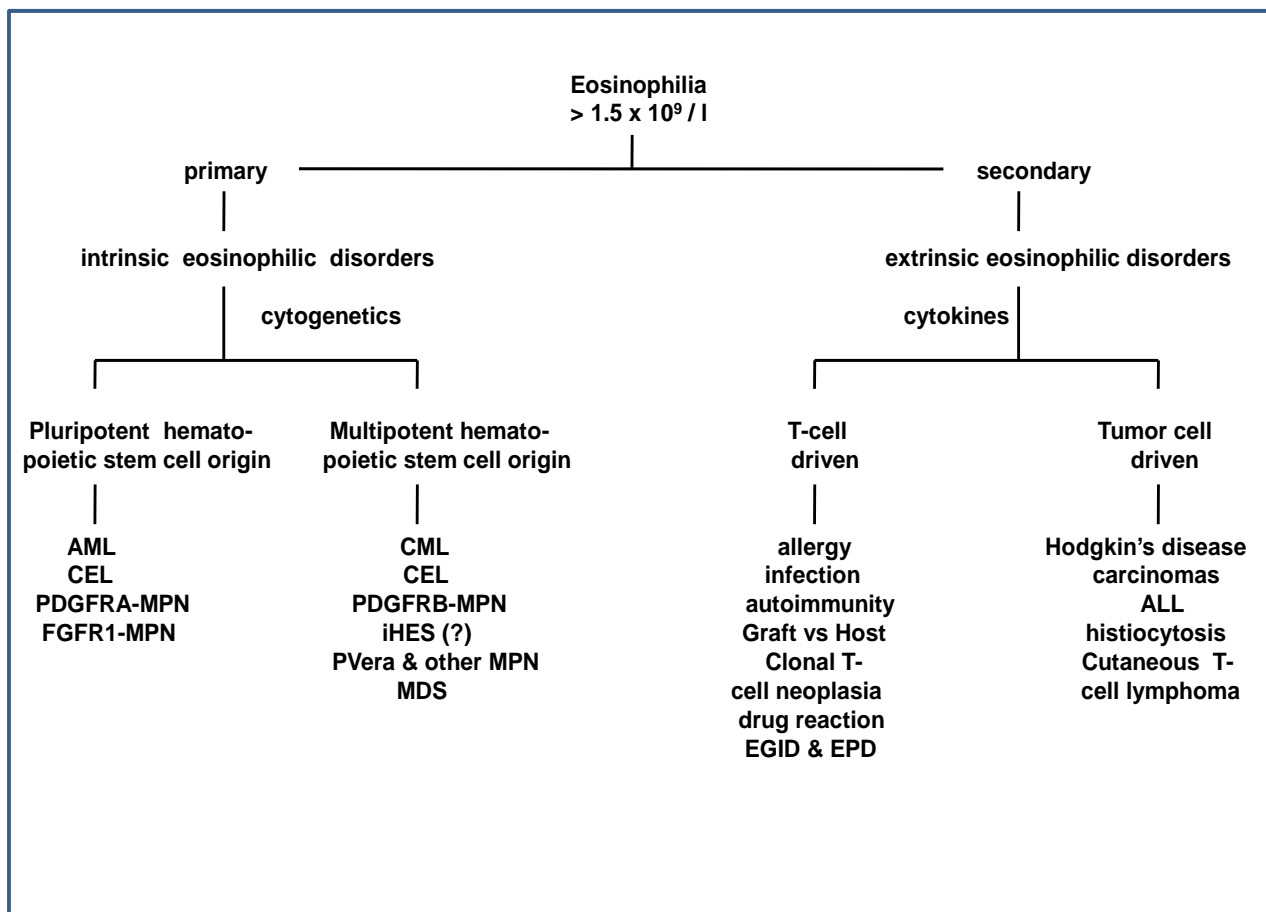 Eosinophilia
> 1.5 x 10⁹ / l
primary
secondary
intrinsic eosinophilic disorders
extrinsic eosinophilic disorders
cytogenetics
cytokines
Pluripotent hemato-
poietic stem cell origin
Multipotent hemato-
poietic stem cell origin
T-cell
driven
Tumor cell
driven
AML
CEL
PDGFRA-MPN
FGFR1-MPN
CML
CEL
PDGFRB-MPN
iHES (?)
PVera & other MPN
MDS
allergy
infection
autoimmunity
Graft vs Host
Clonal T-
cell neoplasia
drug reaction
EGID & EPD
Hodgkin's disease
carcinomas
ALL
histiocytosis
Cutaneous T-
cell lymphoma